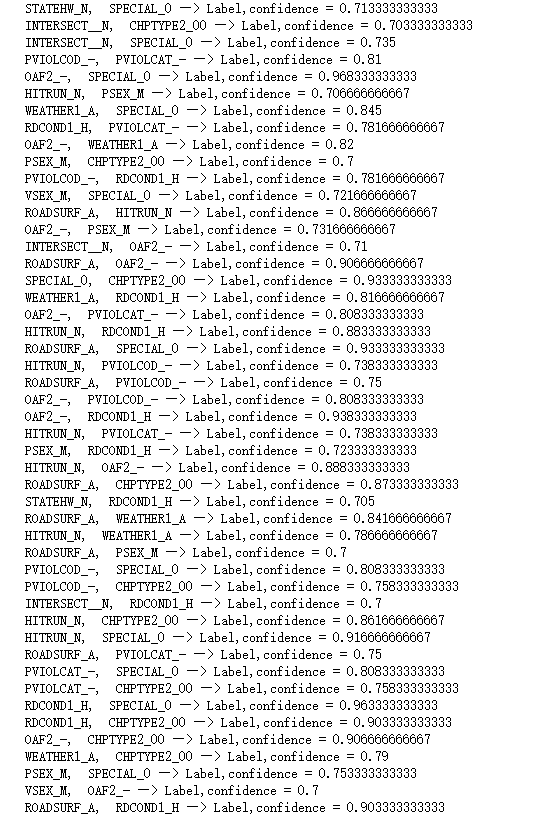 STATEHW_N,  SPECIAL_0 —> Label,confidence = 0.713333333333
INTERSECT__N,  CHPTYPE2_00 —> Label,confidence = 0.703333333333
INTERSECT__N,  SPECIAL_0 —> Label,confidence = 0.735
PVIOLCOD_-,  PVIOLCAT_- —> Label,confidence = 0.81
OAF2_-,  SPECIAL_0 —> Label,confidence = 0.968333333333
HITRUN_N,  PSEX_M —> Label,confidence = 0.706666666667
WEATHER1_A,  SPECIAL_0 —> Label,confidence = 0.845
RDCOND1_H,  PVIOLCAT_- —> Label,confidence = 0.781666666667
OAF2_-,  WEATHER1_A —> Label,confidence = 0.82
PSEX_M,  CHPTYPE2_00 —> Label,confidence = 0.7
PVIOLCOD_-,  RDCOND1_H —> Label,confidence = 0.781666666667
VSEX_M,  SPECIAL_0 —> Label,confidence = 0.721666666667
ROADSURF_A,  HITRUN_N —> Label,confidence = 0.866666666667
OAF2_-,  PSEX_M —> Label,confidence = 0.731666666667
INTERSECT__N,  OAF2_- —> Label,confidence = 0.71
ROADSURF_A,  OAF2_- —> Label,confidence = 0.906666666667
SPECIAL_0,  CHPTYPE2_00 —> Label,confidence = 0.933333333333
WEATHER1_A,  RDCOND1_H —> Label,confidence = 0.816666666667
OAF2_-,  PVIOLCAT_- —> Label,confidence = 0.808333333333
HITRUN_N,  RDCOND1_H —> Label,confidence = 0.883333333333
ROADSURF_A,  SPECIAL_0 —> Label,confidence = 0.933333333333
HITRUN_N,  PVIOLCOD_- —> Label,confidence = 0.738333333333
ROADSURF_A,  PVIOLCOD_- —> Label,confidence = 0.75
OAF2_-,  PVIOLCOD_- —> Label,confidence = 0.808333333333
OAF2_-,  RDCOND1_H —> Label,confidence = 0.938333333333
HITRUN_N,  PVIOLCAT_- —> Label,confidence = 0.738333333333
PSEX_M,  RDCOND1_H —> Label,confidence = 0.723333333333
HITRUN_N,  OAF2_- —> Label,confidence = 0.888333333333
ROADSURF_A,  CHPTYPE2_00 —> Label,confidence = 0.873333333333
STATEHW_N,  RDCOND1_H —> Label,confidence = 0.705
ROADSURF_A,  WEATHER1_A —> Label,confidence = 0.841666666667
HITRUN_N,  WEATHER1_A —> Label,confidence = 0.786666666667
ROADSURF_A,  PSEX_M —> Label,confidence = 0.7
PVIOLCOD_-,  SPECIAL_0 —> Label,confidence = 0.808333333333
PVIOLCOD_-,  CHPTYPE2_00 —> Label,confidence = 0.758333333333
INTERSECT__N,  RDCOND1_H —> Label,confidence = 0.7
HITRUN_N,  CHPTYPE2_00 —> Label,confidence = 0.861666666667
HITRUN_N,  SPECIAL_0 —> Label,confidence = 0.916666666667
ROADSURF_A,  PVIOLCAT_- —> Label,confidence = 0.75
PVIOLCAT_-,  SPECIAL_0 —> Label,confidence = 0.808333333333
PVIOLCAT_-,  CHPTYPE2_00 —> Label,confidence = 0.758333333333
RDCOND1_H,  SPECIAL_0 —> Label,confidence = 0.963333333333
RDCOND1_H,  CHPTYPE2_00 —> Label,confidence = 0.903333333333
OAF2_-,  CHPTYPE2_00 —> Label,confidence = 0.906666666667
WEATHER1_A,  CHPTYPE2_00 —> Label,confidence = 0.79
PSEX_M,  SPECIAL_0 —> Label,confidence = 0.753333333333
VSEX_M,  OAF2_- —> Label,confidence = 0.7
ROADSURF_A,  RDCOND1_H —> Label,confidence = 0.903333333333